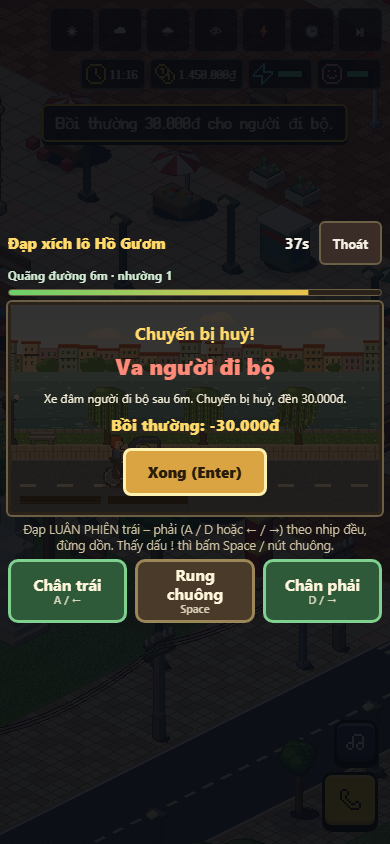 11:16
1.450.000₫
Bồi thường 30.000đ cho người đi bộ.
Đạp xích lô Hồ Gươm
37s
Thoát
Quãng đường 6m · nhường 1
Chuyến bị huỷ!
Va người đi bộ
Xe đâm người đi bộ sau 6m. Chuyến bị huỷ, đền 30.000đ.
Bồi thường: -30.000đ
Xong (Enter)
Đạp LUÂN PHIÊN trái – phải (A / D hoặc ← / →) theo nhịp đều,
đừng dồn. Thấy dấu ! thì bấm Space / nút chuông.
Chân trái
A / ←
Rung
chuông
Space
Chân phải
D / →